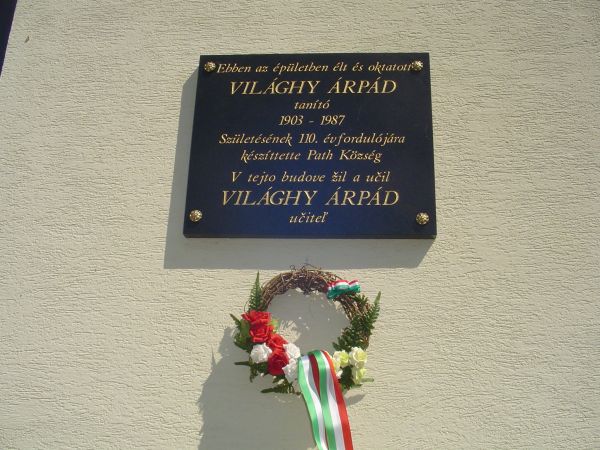 Ebben az épületben élt és oktatott
VILÁGHY ÁRPÁD
tanító
1903 - 1987
Születésének 110. évfordulójára
készíttette Path Község
V tejto budove žil a učil
VILÁGHY ÁRPÁD
učiteľ